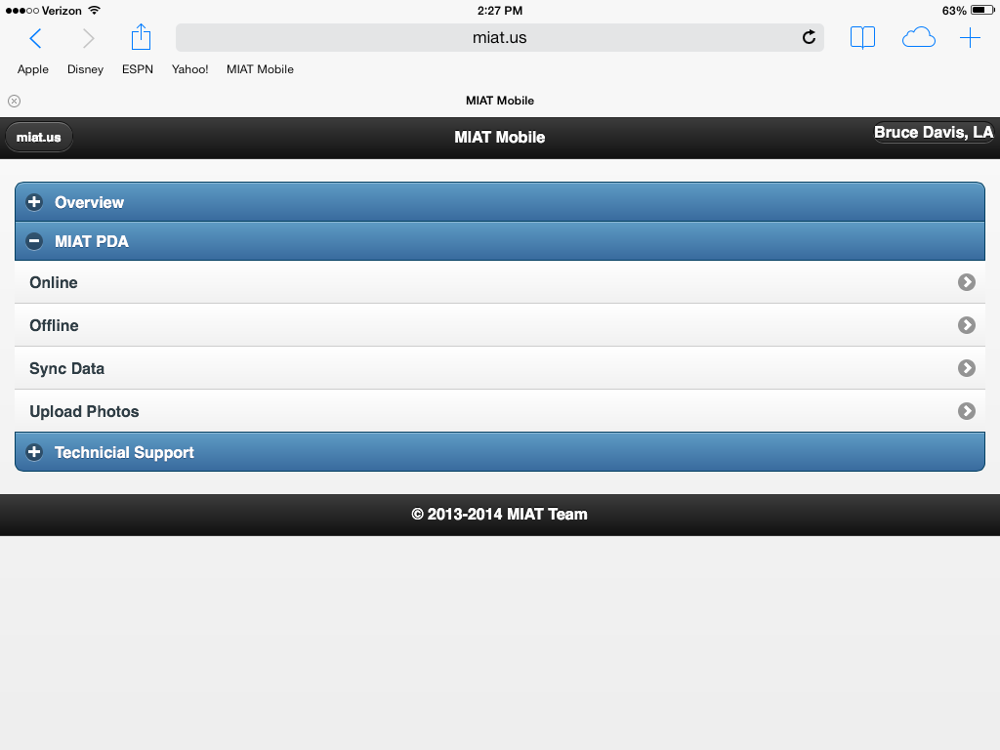 Verizon 2:27 PM 63%
miat.us
Apple Disney ESPN Yahoo! MIAT Mobile
MIAT Mobile
miat.us MIAT Mobile Bruce Davis, LA
Overview
MIAT PDA
Online
Offline
Sync Data
Upload Photos
Technicial Support
© 2013-2014 MIAT Team